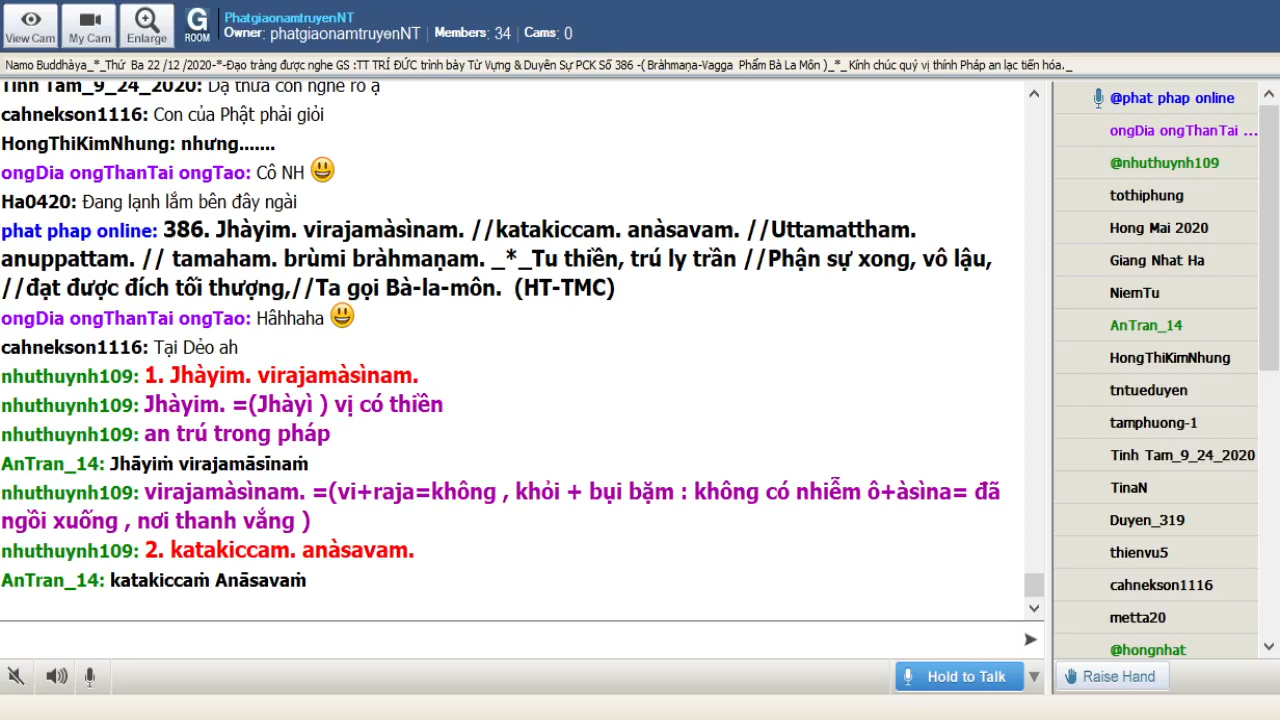 View Cam
My Cam
Enlarge
G
ROOM
PhatgiaonamtruyenNT
Owner: phatgiaonamtruyenNT | Members: 34 | Cams: 0
Namo Buddhàya_*_Thứ Ba 22 /12 /2020-*-Đạo tràng được nghe GS :TT TRÍ ĐỨC trình bày Từ Vựng & Duyên Sự PCK Số 386 -( Bràhmaṇa-Vagga Phẩm Bà La Môn )_*_ Kính chúc quý vị thính Pháp an lạc tiến hóa._
Tinh Tam_9_24_2020: Dạ thưa con nghe rõ ạ
cahnekson1116: Con của Phật phải giỏi
HongThiKimNhung: nhưng.......
ongDia ongThanTai ongTao: Cô NH
Ha0420: Đang lạnh lắm bên đây ngài
phat phap online: 386. Jhàyim. virajamàsìnam. //katakiccam. anàsavam. //Uttamattham.
anuppattam. // tamaham. brùmi bràhmaṇam. _*_Tu thiền, trú ly trần //Phận sự xong, vô lậu,
//đạt được đích tối thượng,//Ta gọi Bà-la-môn. (HT-TMC)
ongDia ongThanTai ongTao: Hâhhaha
cahnekson1116: Tại Dẻo ah
nhuthuynh109: 1. Jhàyim. virajamàsìnam.
nhuthuynh109: Jhàyim. =(Jhàyì ) vị có thiền
nhuthuynh109: an trú trong pháp
AnTran_14: Jhāyiṁ virajamāsīnaṁ
nhuthuynh109: virajamàsìnam. =(vi+raja=không , khỏi + bụi bặm : không có nhiễm ô+àsìna= đã
ngồi xuống , nơi thanh vắng )
nhuthuynh109: 2. katakiccam. anàsavam.
AnTran_14: katakiccaṁ Anāsavaṁ
Hold to Talk
@phat phap online
ongDia ongThanTai ...
@nhuthuynh109
tothiphung
Hong Mai 2020
Giang Nhat Ha
NiemTu
AnTran_14
HongThiKimNhung
tntueduyen
tamphuong-1
Tinh Tam_9_24_2020
TinaN
Duyen_319
thienvu5
cahnekson1116
metta20
@hongnhat
Raise Hand